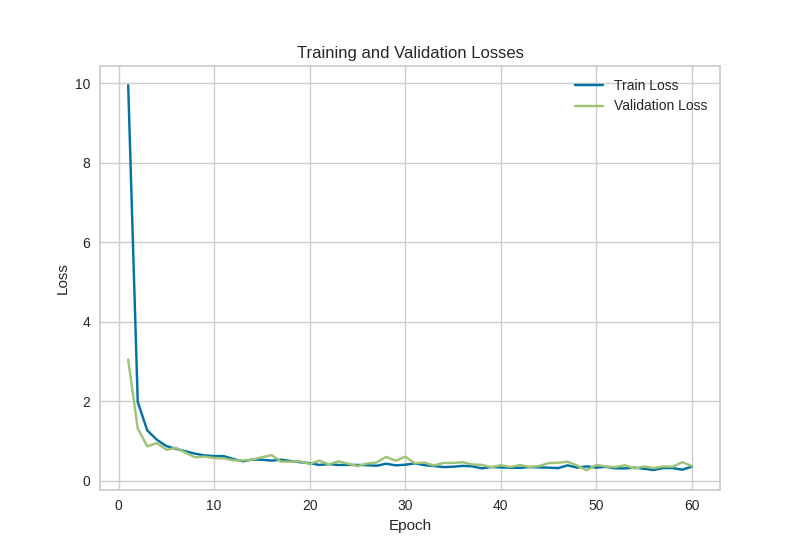 Training and Validation Losses
Train Loss
Validation Loss
10
8
6
4
2
0
Loss
0 10 20 30 40 50 60
Epoch